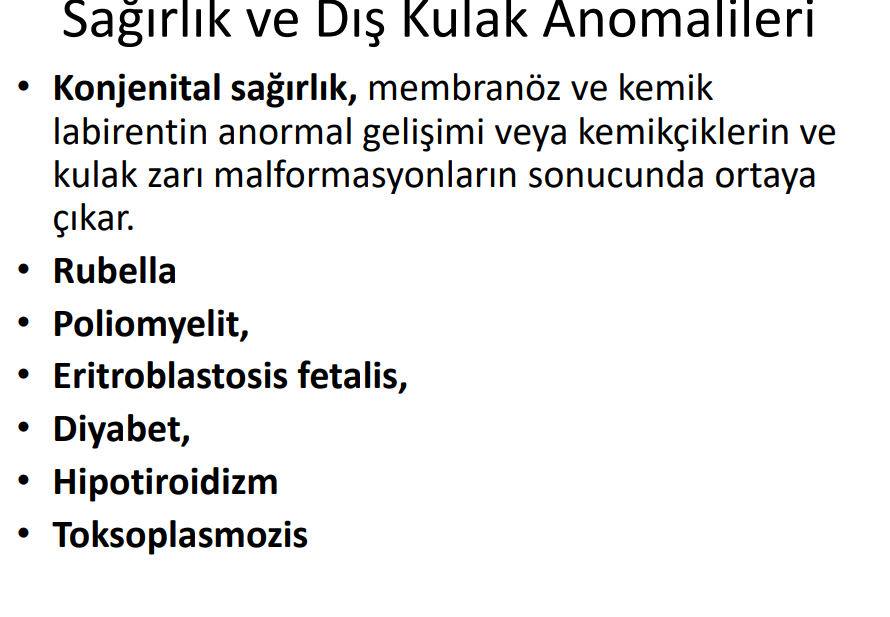 Sağırlık ve Dış Kulak Anomalileri
• Konjenital sağırlık, membranöz ve kemik
labirentin anormal gelişimi veya kemikçiklerin ve
kulak zarı malformasyonların sonucunda ortaya
çıkar.
• Rubella
• Poliomyelit,
• Eritroblastosis fetalis,
• Diyabet,
• Hipotiroidizm
• Toksoplasmozis